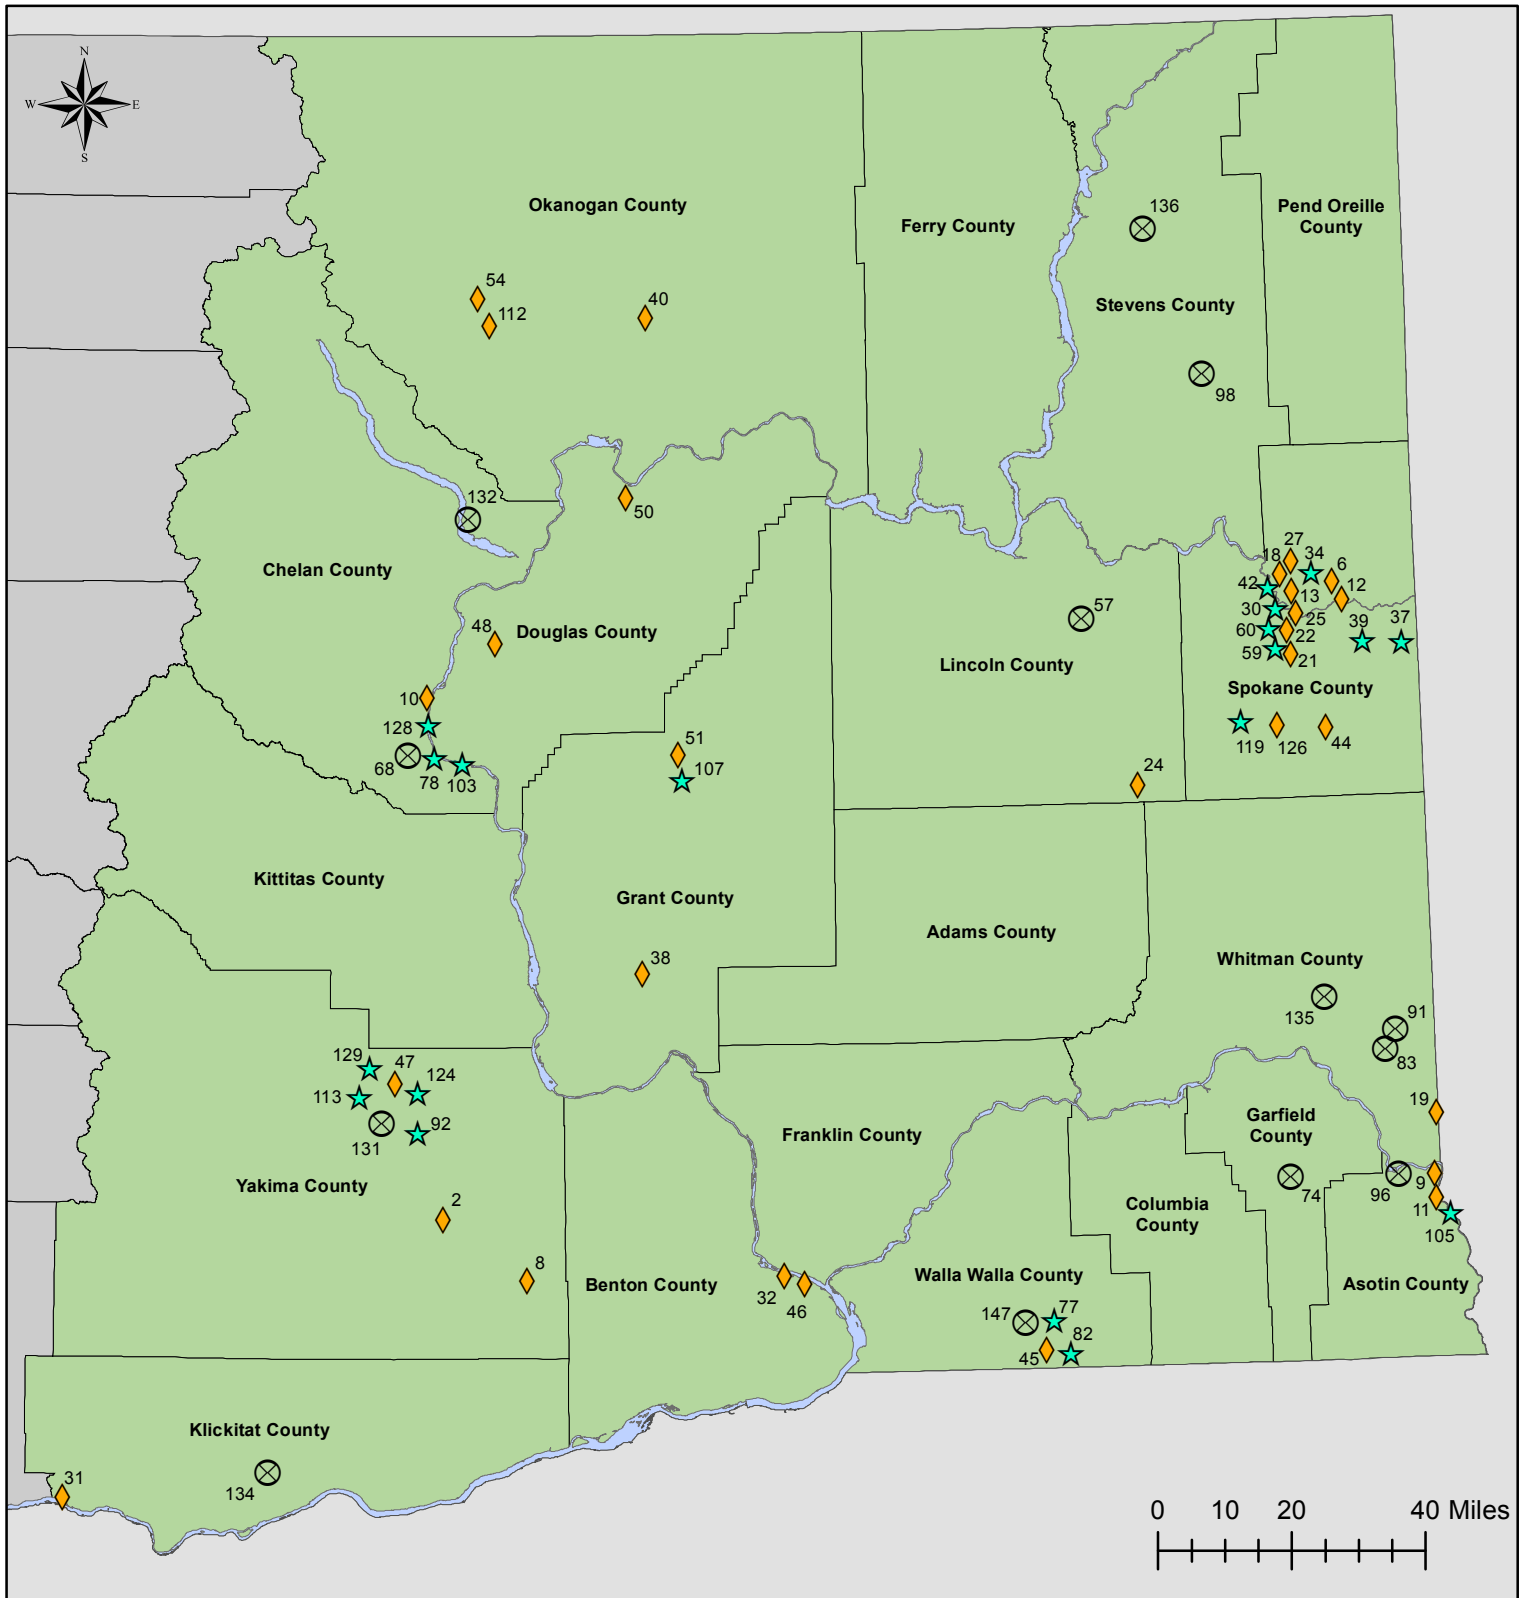 N
W
E
S
Okanogan County
Ferry County
136
Pend Oreille
County
54
112
40
Stevens County
98
132
50
Chelan County
27
18
34
6
42
12
13
57
30
25
39
37
48
Douglas County
60
22
59
21
Lincoln County
Spokane County
10
128
51
119
126
44
68
78
103
107
24
Kittitas County
Grant County
Adams County
38
Whitman County
135
91
83
129
47
124
113
92
131
19
Garfield
County
Franklin County
Yakima County
2
Columbia
County
74
96
9
11
105
8
Benton County
32
46
Walla Walla County
Asotin County
147
77
82
45
Klickitat County
31
134
0
10
20
40 Miles